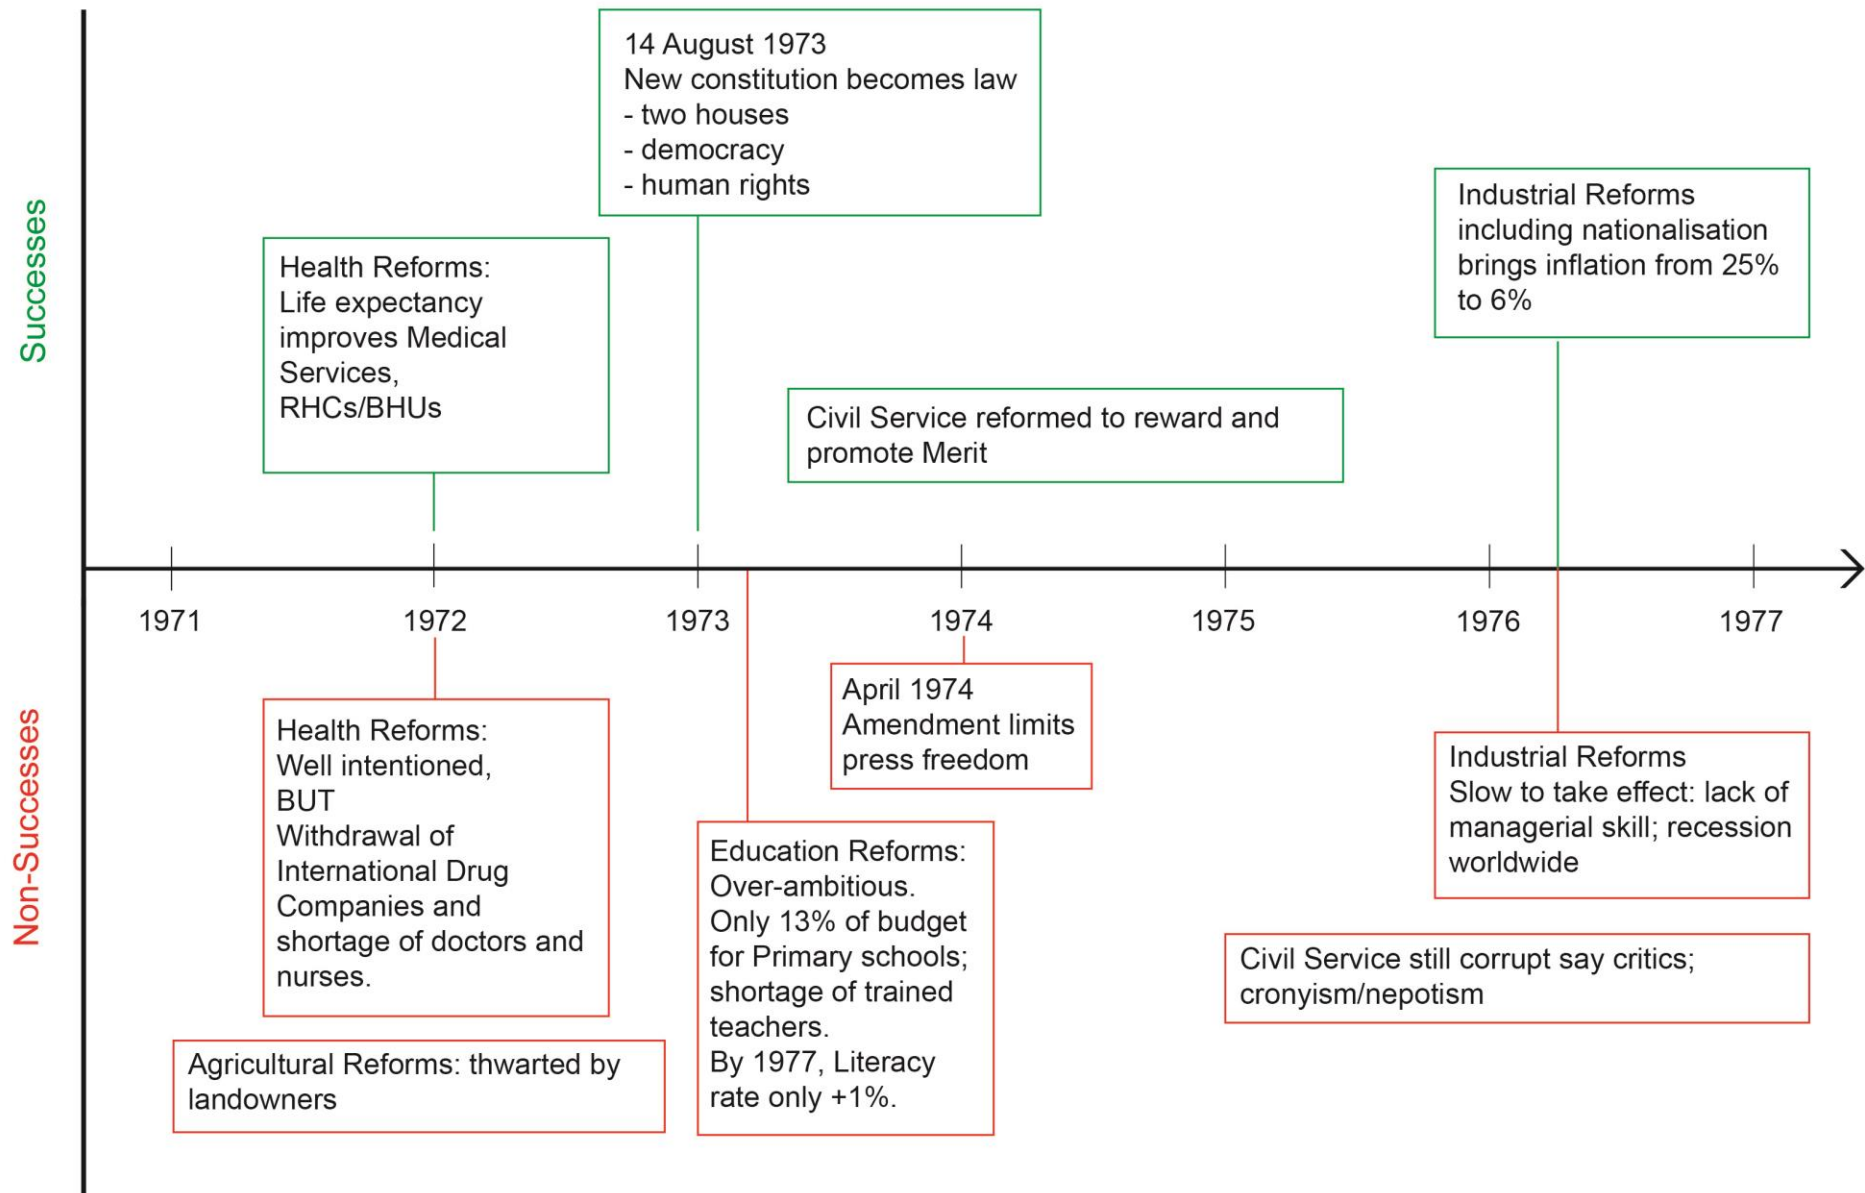 Successes
14 August 1973
New constitution becomes law
- two houses
- democracy
- human rights
Health Reforms:
Life expectancy
improves Medical
Services,
RHCs/BHUs
Industrial Reforms
including nationalisation
brings inflation from 25%
to 6%
Civil Service reformed to reward and
promote Merit
1971
1972
1973
1974
1975
1976
1977
Non-Successes
Health Reforms:
Well intentioned,
BUT
Withdrawal of
International Drug
Companies and
shortage of doctors and
nurses.
Agricultural Reforms: thwarted by
landowners
Education Reforms:
Over-ambitious.
Only 13% of budget
for Primary schools;
shortage of trained
teachers.
By 1977, Literacy
rate only +1%.
April 1974
Amendment limits
press freedom
Industrial Reforms
Slow to take effect: lack of
managerial skill; recession
worldwide
Civil Service still corrupt say critics;
cronyism/nepotism